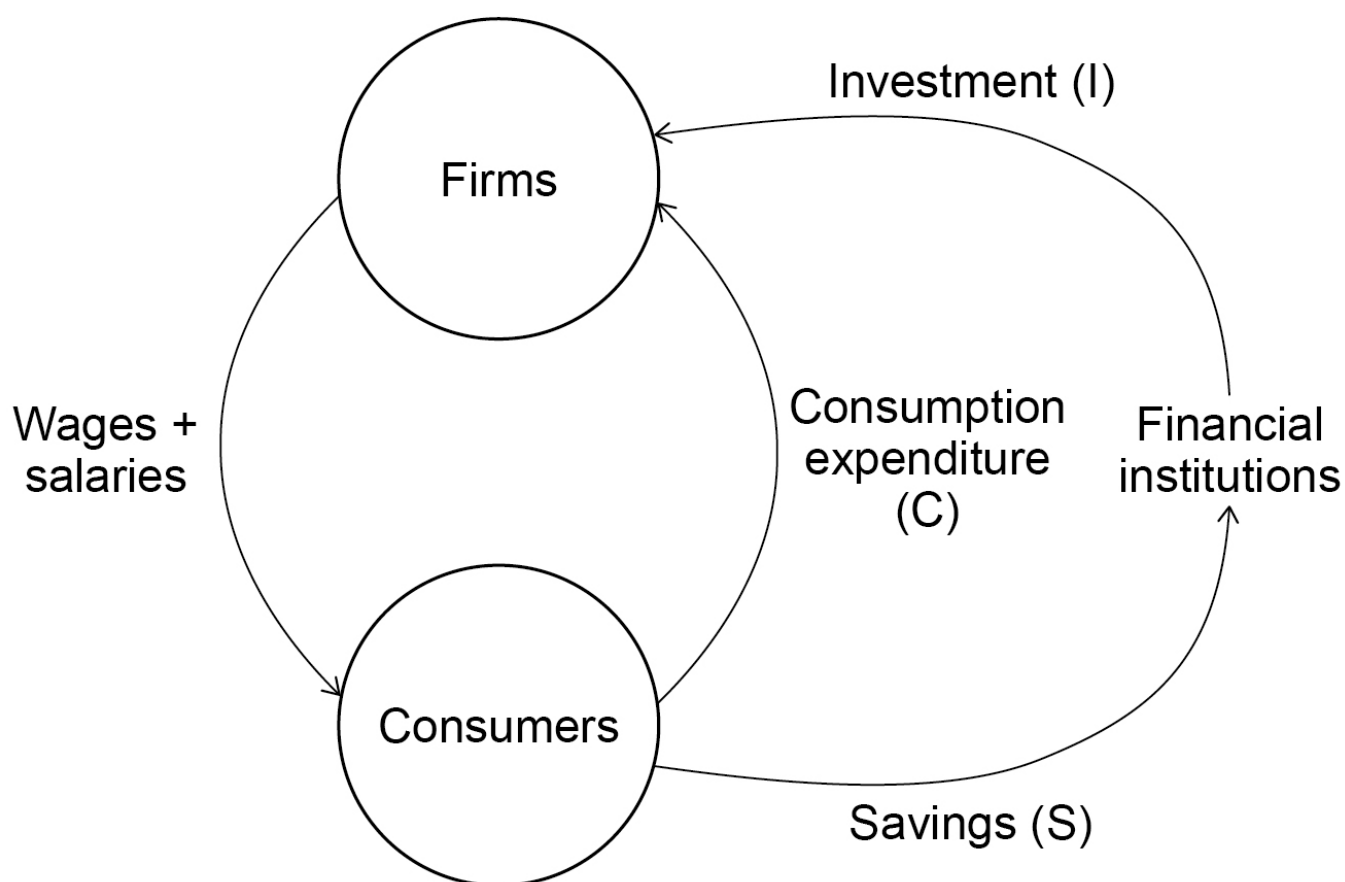 Investment (I)
Firms
Wages +
salaries
Consumption
expenditure
(C)
Financial
institutions
Consumers
Savings (S)